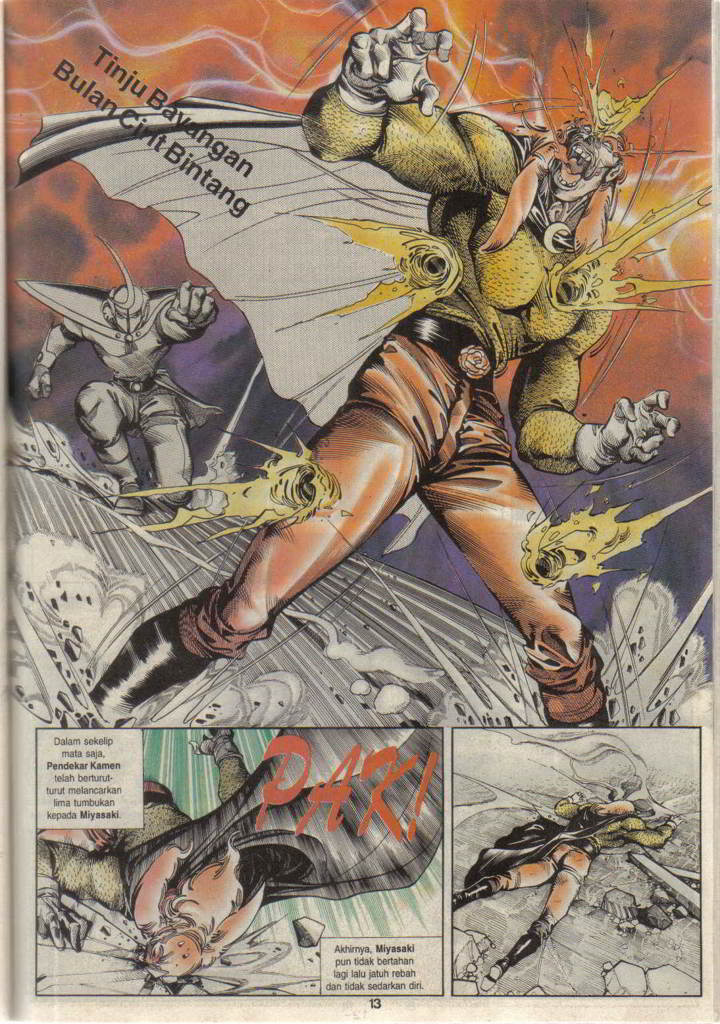 Tinju Bayangan
Bulan Cirit Bintang
Dalam sekelip
mata saja,
Pendekar Kamen
telah berturut-
turut melancarkan
lima tumbukan
kepada Miyasaki.
PAK!
Akhirnya, Miyasaki
pun tidak bertahan
lagi lalu jatuh rebah
dan tidak sedarkan diri.
13